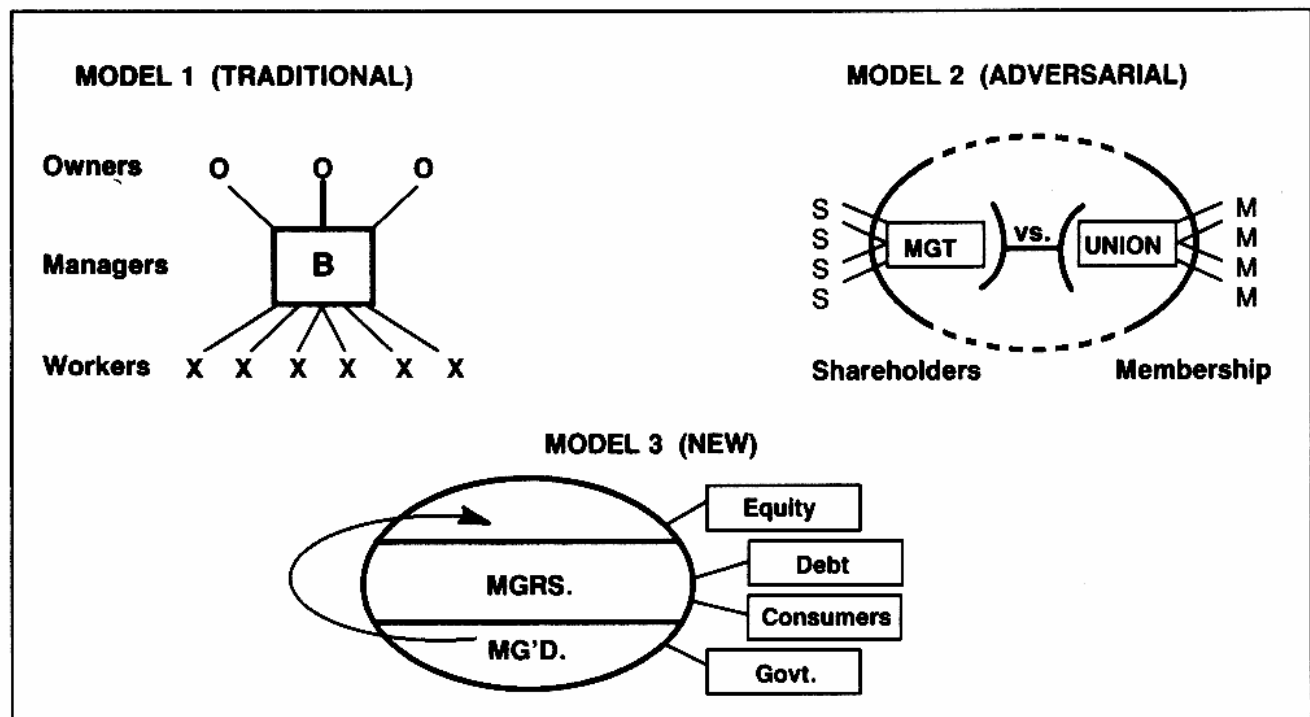 MODEL 1 (TRADITIONAL)
Owners O O O
Managers B
Workers X X X X X X
MODEL 2 (ADVERSARIAL)
S M
S MGT vs. UNION M
S M
S M
Shareholders Membership
MODEL 3 (NEW)
Equity
Debt
MGRS.
Consumers
MG'D.
Govt.